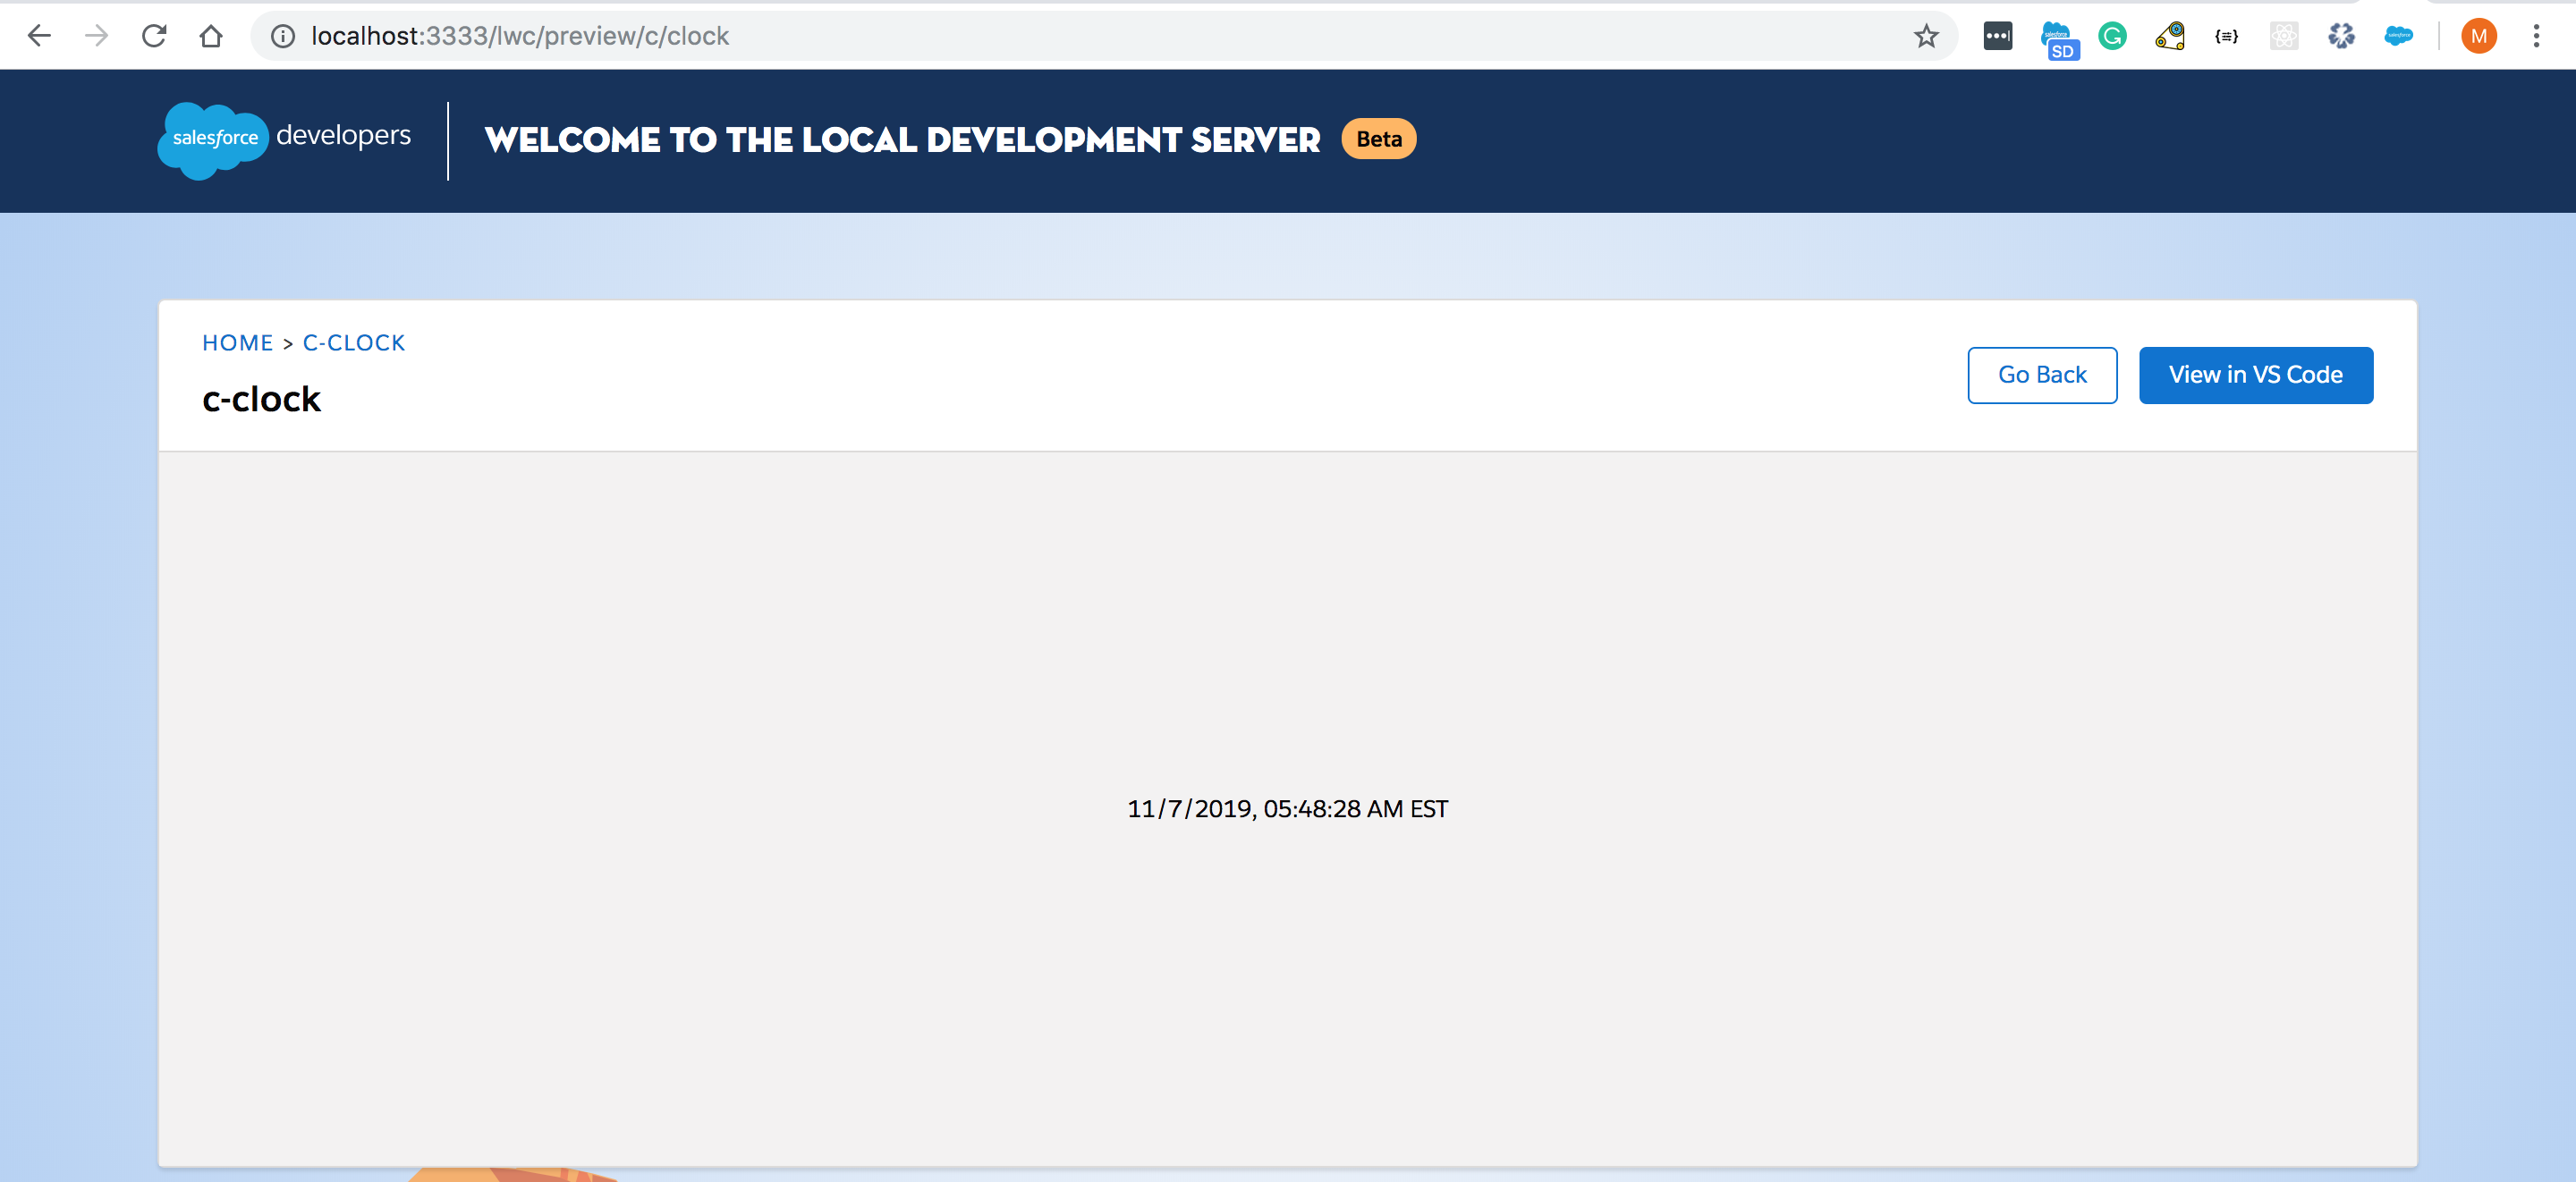 localhost:3333/lwc/preview/c/clock
SD
M
salesforce developers
WELCOME TO THE LOCAL DEVELOPMENT SERVER
Beta
HOME > C-CLOCK
c-clock
Go Back
View in VS Code
11/7/2019, 05:48:28 AM EST